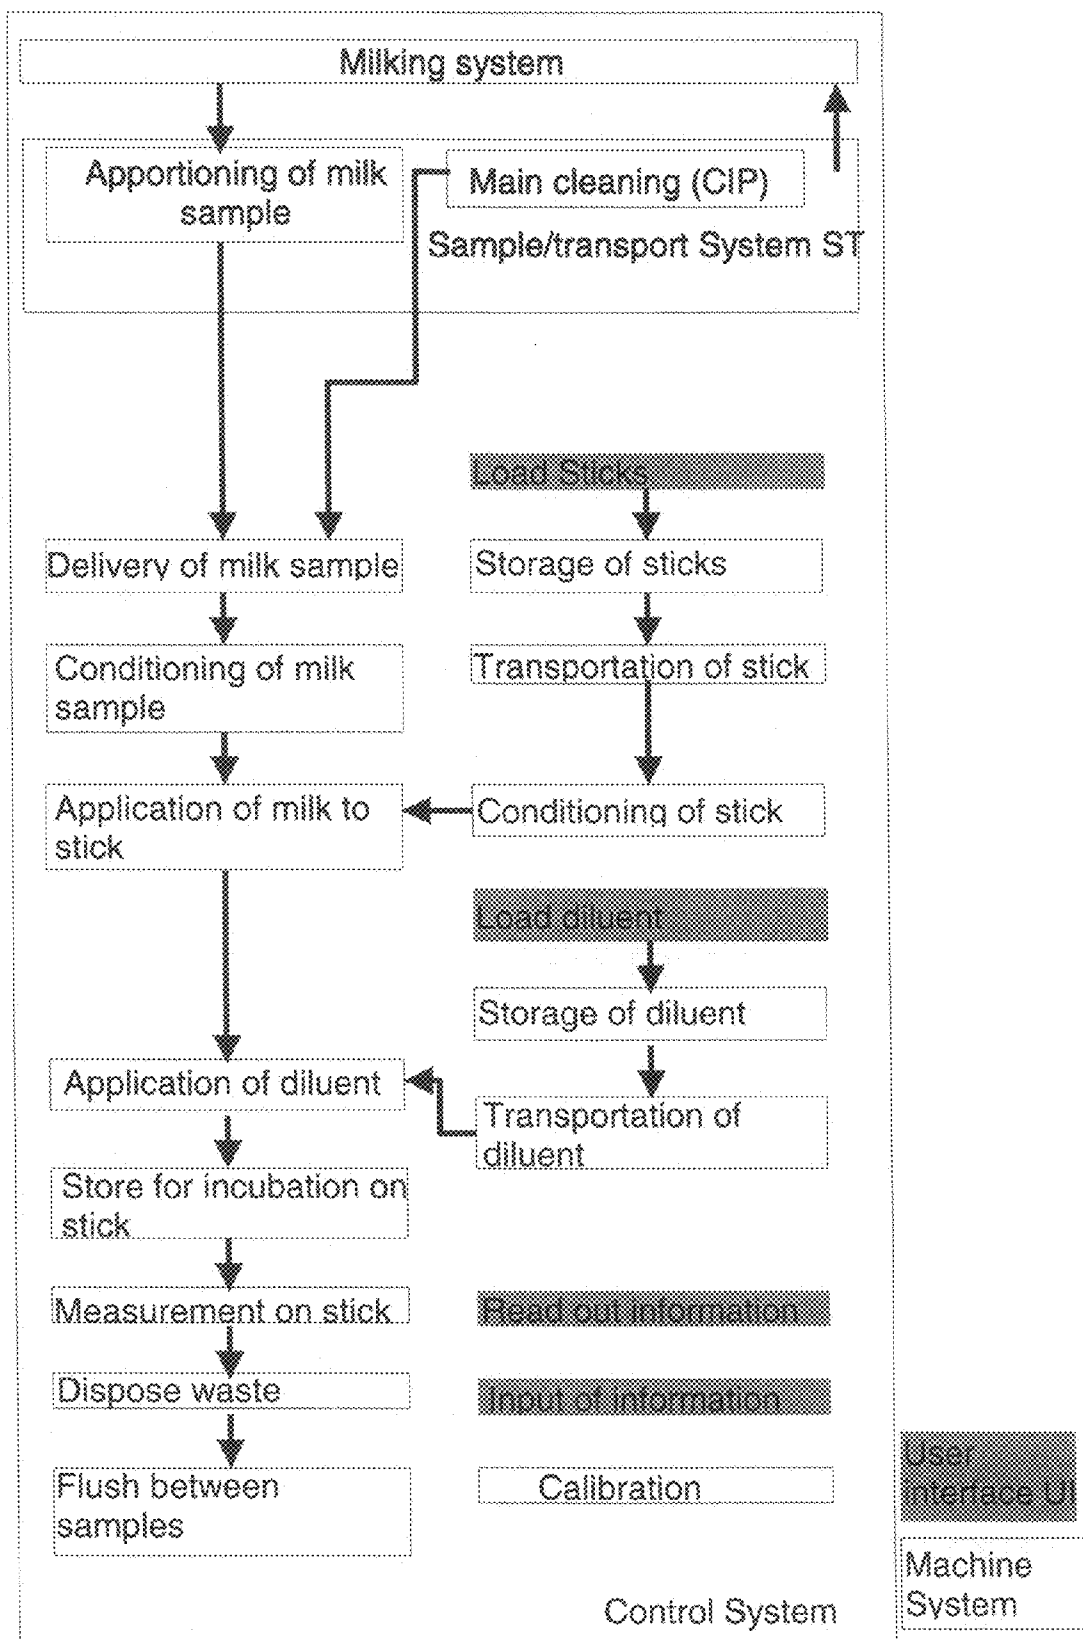 Milking system
Apportioning of milk
sample
Main cleaning (CIP)
Sample/transport System ST
Load Sticks
Delivery of milk sample
Storage of sticks
Conditioning of milk
sample
Transportation of stick
Application of milk to
stick
Conditioning of stick
Load diluent
Storage of diluent
Application of diluent
Transportation of
diluent
Store for incubation on
stick
Measurement on stick
Read out information
Dispose waste
Input of information
Flush between
samples
Calibration
User
Interface UI
Machine
System
Control System